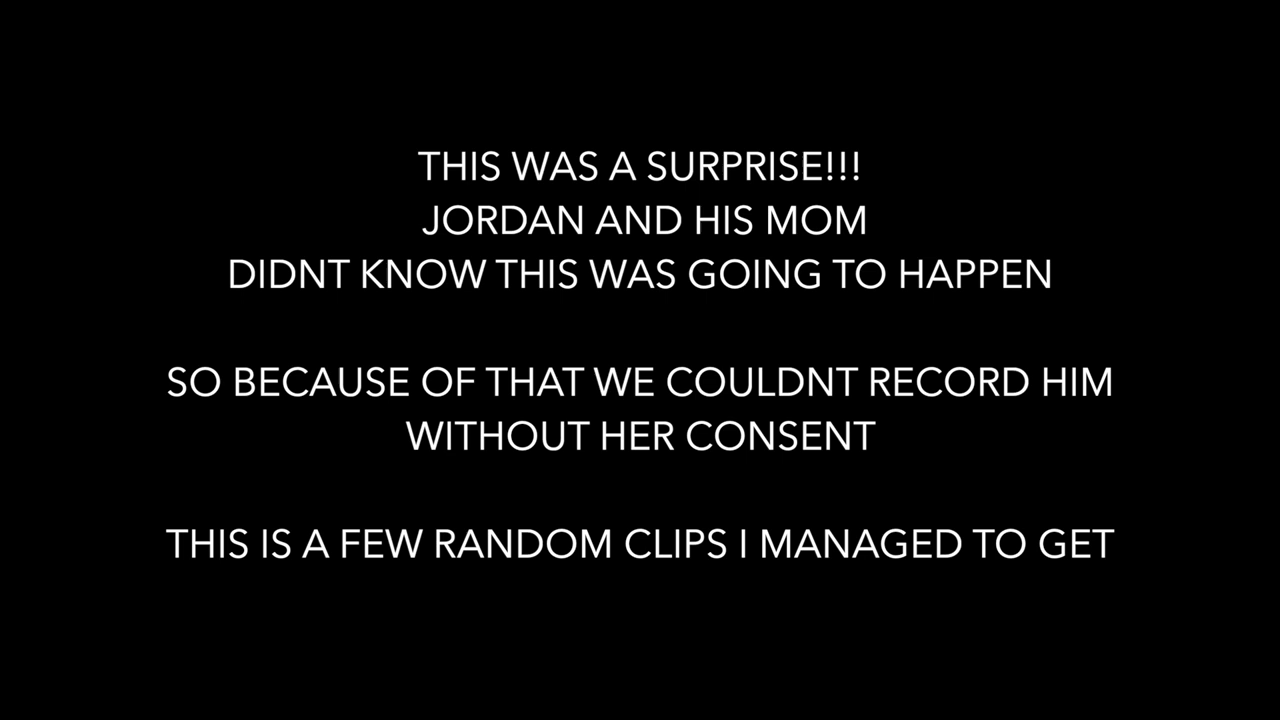 THIS WAS A SURPRISE!!!
JORDAN AND HIS MOM
DIDNT KNOW THIS WAS GOING TO HAPPEN
SO BECAUSE OF THAT WE COULDNT RECORD HIM
WITHOUT HER CONSENT
THIS IS A FEW RANDOM CLIPS I MANAGED TO GET